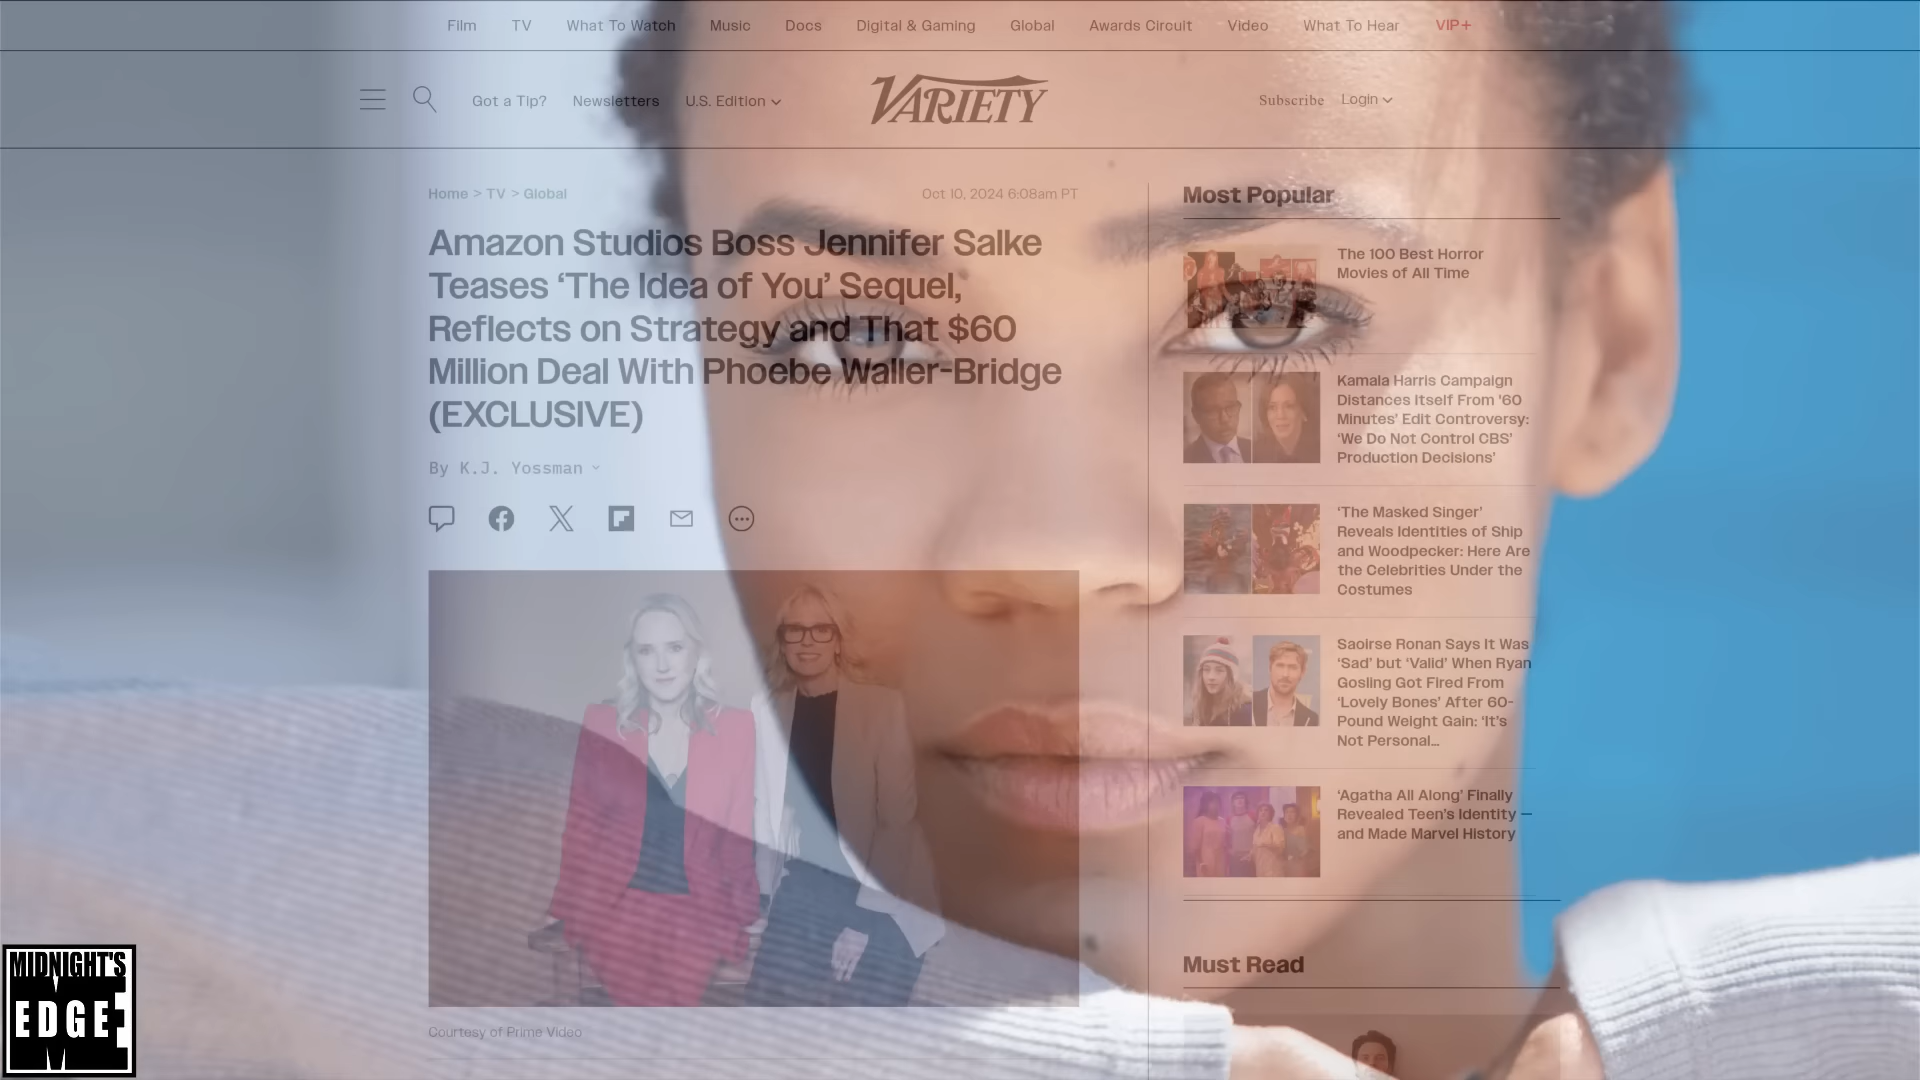 Film TV What To Watch Music Docs Digital & Gaming Global Awards Circuit Video What To Hear VIP+
Got a Tip? Newsletters U.S. Edition VARIETY Subscribe Login
Home > TV > Global Oct 10, 2024 6:08am PT
Amazon Studios Boss Jennifer Salke
Teases ‘The Idea of You’ Sequel,
Reflects on Strategy and That $60
Million Deal With Phoebe Waller-Bridge
(EXCLUSIVE)
By K.J. Yossman
Courtesy of Prime Video
Most Popular
The 100 Best Horror
Movies of All Time
Kamala Harris Campaign
Distances Itself From ‘60
Minutes’ Edit Controversy:
‘We Do Not Control CBS’
Production Decisions’
‘The Masked Singer’
Reveals Identities of Ship
and Woodpecker: Here Are
the Celebrities Under the
Costumes
Saoirse Ronan Says It Was
‘Sad’ but ‘Valid’ When Ryan
Gosling Got Fired From
‘Lovely Bones’ After 60-
Pound Weight Gain: ‘It’s
Not Personal...
‘Agatha All Along’ Finally
Revealed Teen’s Identity —
and Made Marvel History
Must Read
MIDNIGHT'S
EDGE